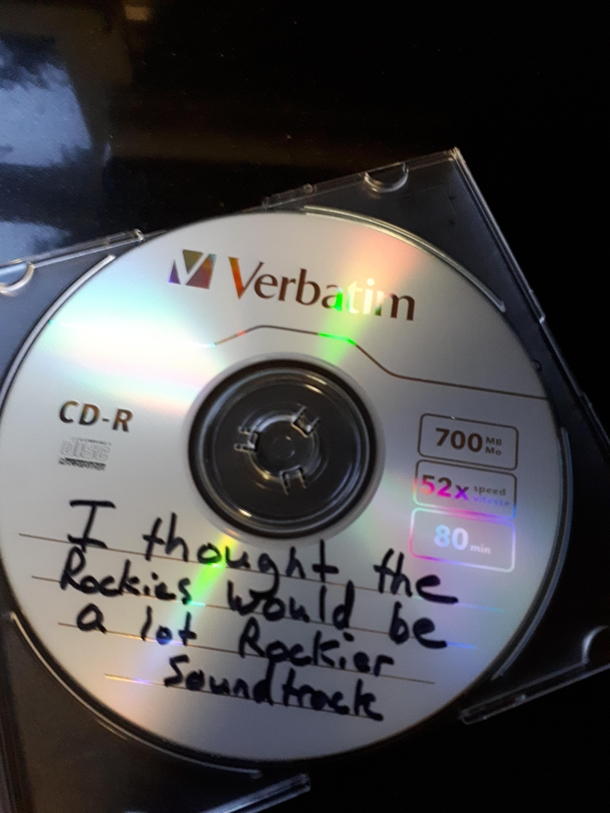 Verbatim
CD-R
700 MB
Mo
52x speed
vitesse
80 min
I thought the
Rockies would be
a lot Rockier
soundtrack